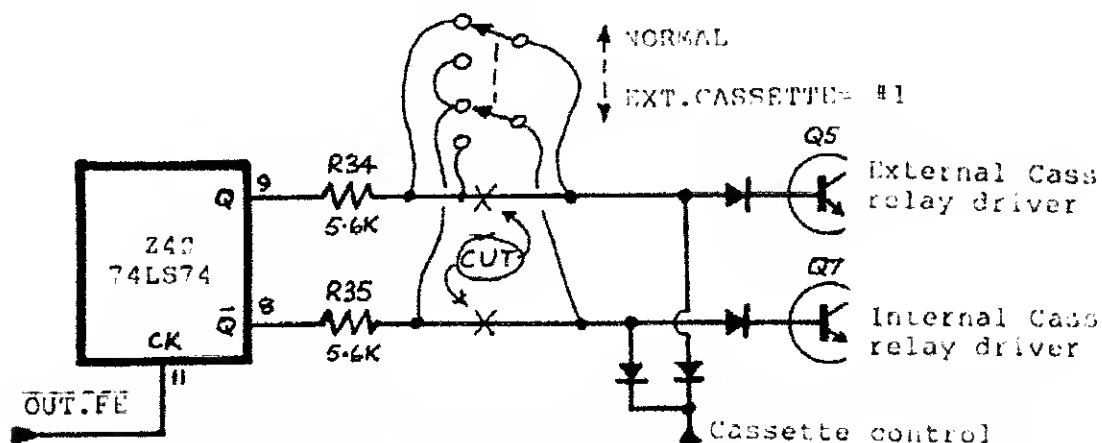 NORMAL
EXT.CASSETTE= #1
Q5
External Cass
relay driver
R34
5.6K
Q
9
Z40
74LS74
CUT
R35
5.6K
Q̅
8
CK
11
Q7
Internal Cass
relay driver
OUT.FE
Cassette control